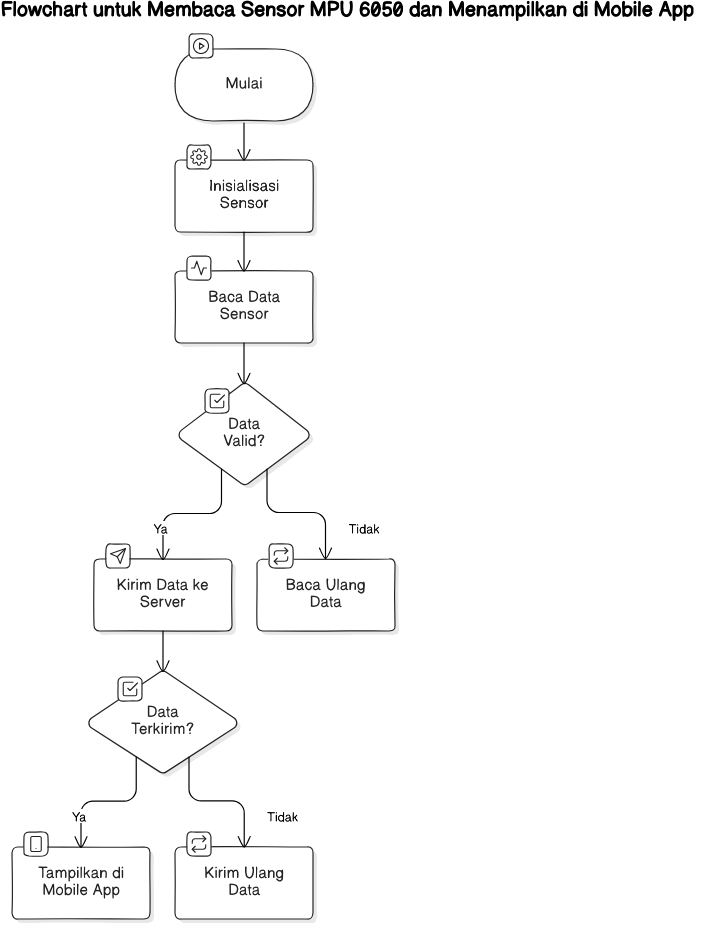 Flowchart untuk Membaca Sensor MPU 6050 dan Menampilkan di Mobile App
Mulai
Inisialisasi
Sensor
Baca Data
Sensor
Data
Valid?
Ya
Tidak
Kirim Data ke
Server
Baca Ulang
Data
Data
Terkirim?
Ya
Tidak
Tampilkan di
Mobile App
Kirim Ulang
Data